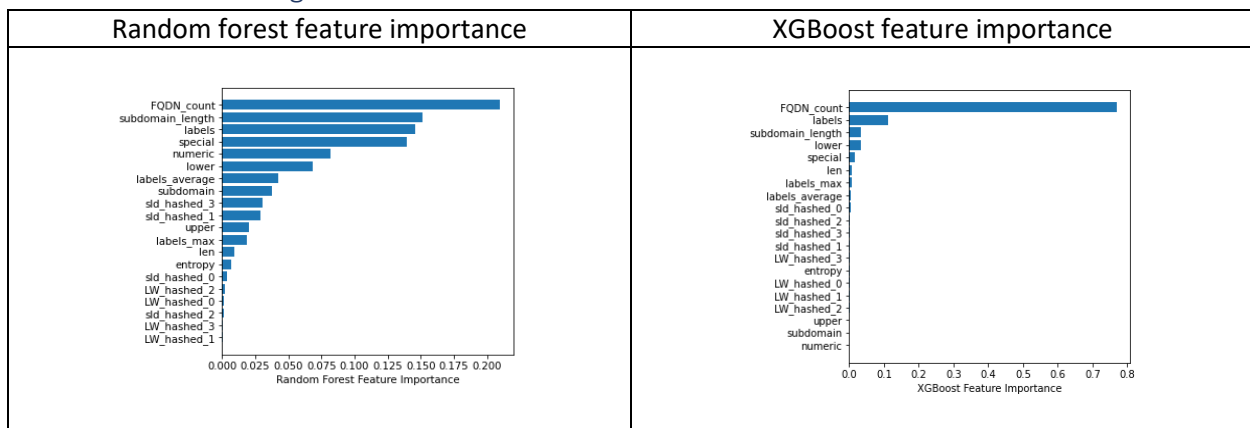 Random forest feature importance
XGBoost feature importance
FQDN_count
subdomain_length
labels
special
numeric
lower
labels_average
subdomain
sld_hashed_3
sld_hashed_1
upper
labels_max
len
entropy
sld_hashed_0
LW_hashed_2
LW_hashed_0
sld_hashed_2
LW_hashed_3
LW_hashed_1
0.000 0.025 0.050 0.075 0.100 0.125 0.150 0.175 0.200
Random Forest Feature Importance
FQDN_count
labels
subdomain_length
lower
special
len
labels_max
labels_average
sld_hashed_0
sld_hashed_2
sld_hashed_3
sld_hashed_1
LW_hashed_3
entropy
LW_hashed_0
LW_hashed_1
LW_hashed_2
upper
subdomain
numeric
0.0 0.1 0.2 0.3 0.4 0.5 0.6 0.7 0.8
XGBoost Feature Importance